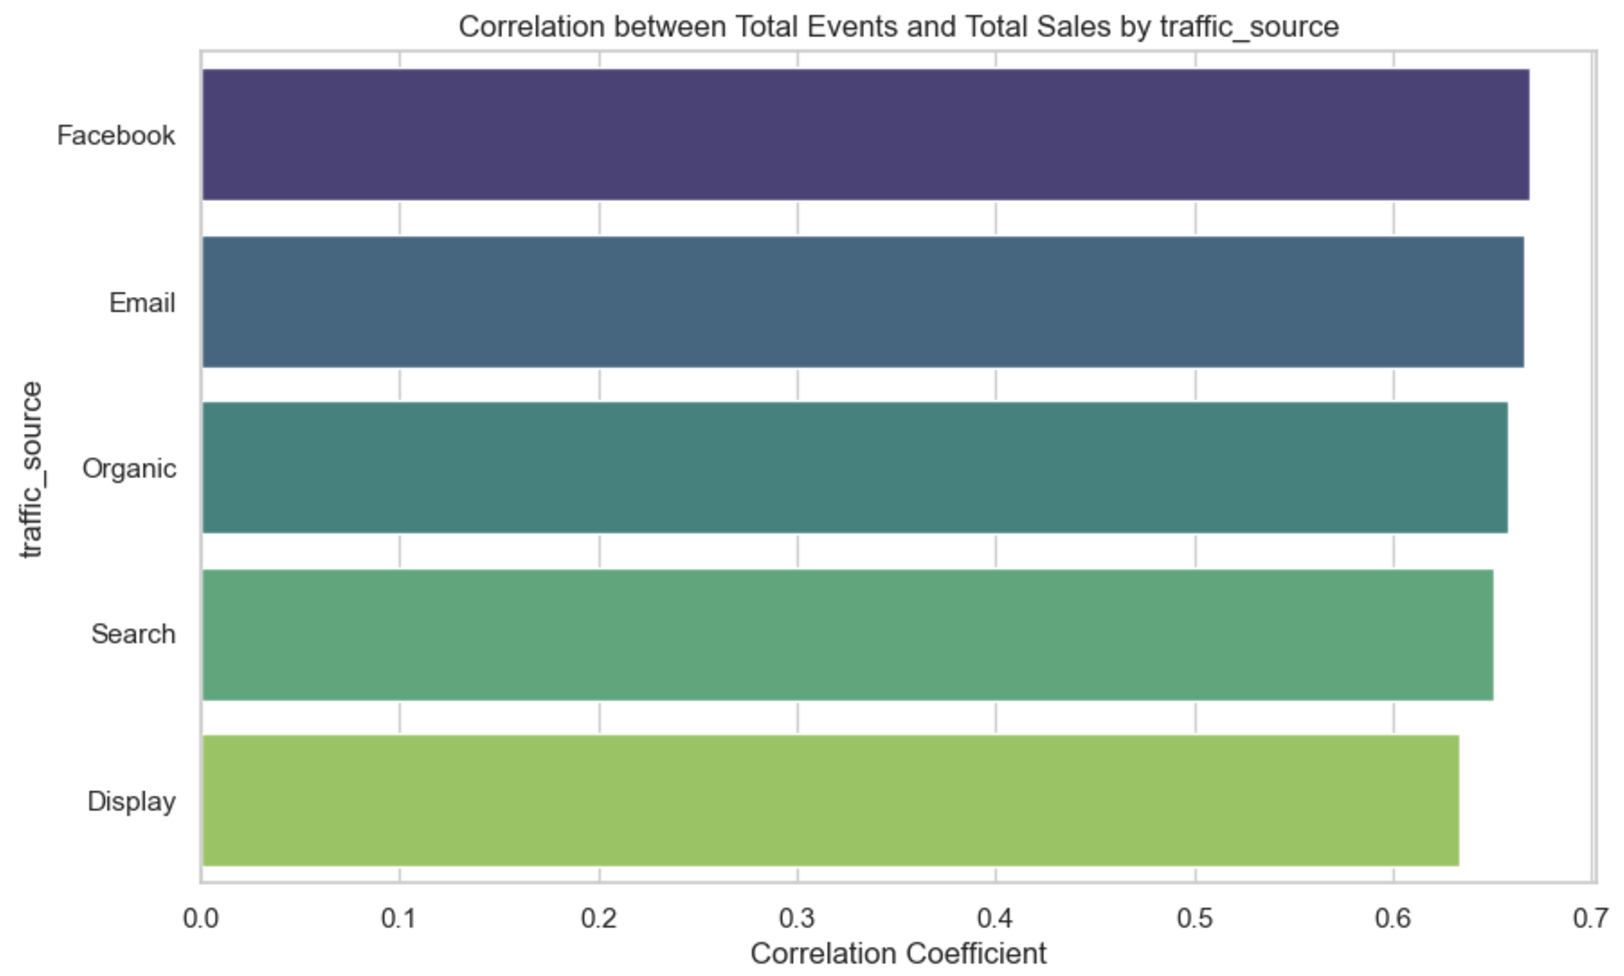 Correlation between Total Events and Total Sales by traffic_source
traffic_source
Facebook
Email
Organic
Search
Display
0.0 0.1 0.2 0.3 0.4 0.5 0.6 0.7
Correlation Coefficient